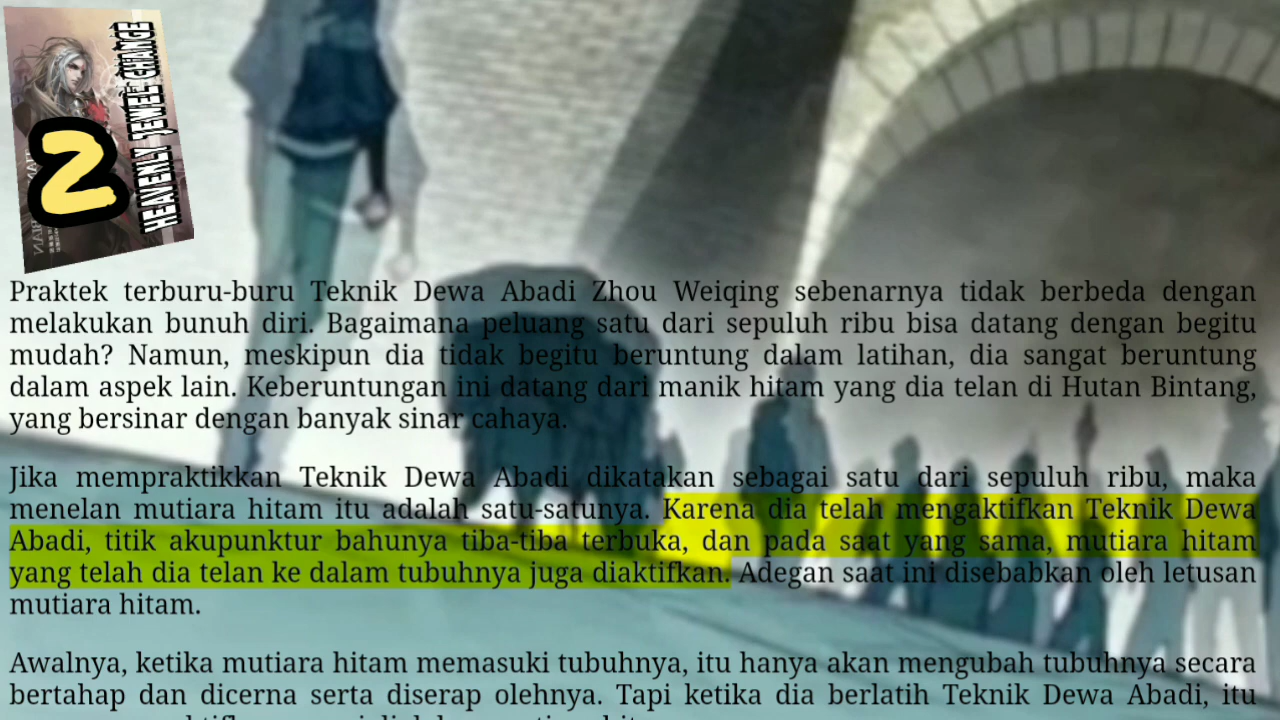 HEAVENLY JEWEL CHANGE
2
Praktek terburu-buru Teknik Dewa Abadi Zhou Weiqing sebenarnya tidak berbeda dengan
melakukan bunuh diri. Bagaimana peluang satu dari sepuluh ribu bisa datang dengan begitu
mudah? Namun, meskipun dia tidak begitu beruntung dalam latihan, dia sangat beruntung
dalam aspek lain. Keberuntungan ini datang dari manik hitam yang dia telan di Hutan Bintang,
yang bersinar dengan banyak sinar cahaya.
Jika mempraktikkan Teknik Dewa Abadi dikatakan sebagai satu dari sepuluh ribu, maka
menelan mutiara hitam itu adalah satu-satunya. Karena dia telah mengaktifkan Teknik Dewa
Abadi, titik akupunktur bahunya tiba-tiba terbuka, dan pada saat yang sama, mutiara hitam
yang telah dia telan ke dalam tubuhnya juga diaktifkan. Adegan saat ini disebabkan oleh letusan
mutiara hitam.
Awalnya, ketika mutiara hitam memasuki tubuhnya, itu hanya akan mengubah tubuhnya secara
bertahap dan dicerna serta diserap olehnya. Tapi ketika dia berlatih Teknik Dewa Abadi, itu